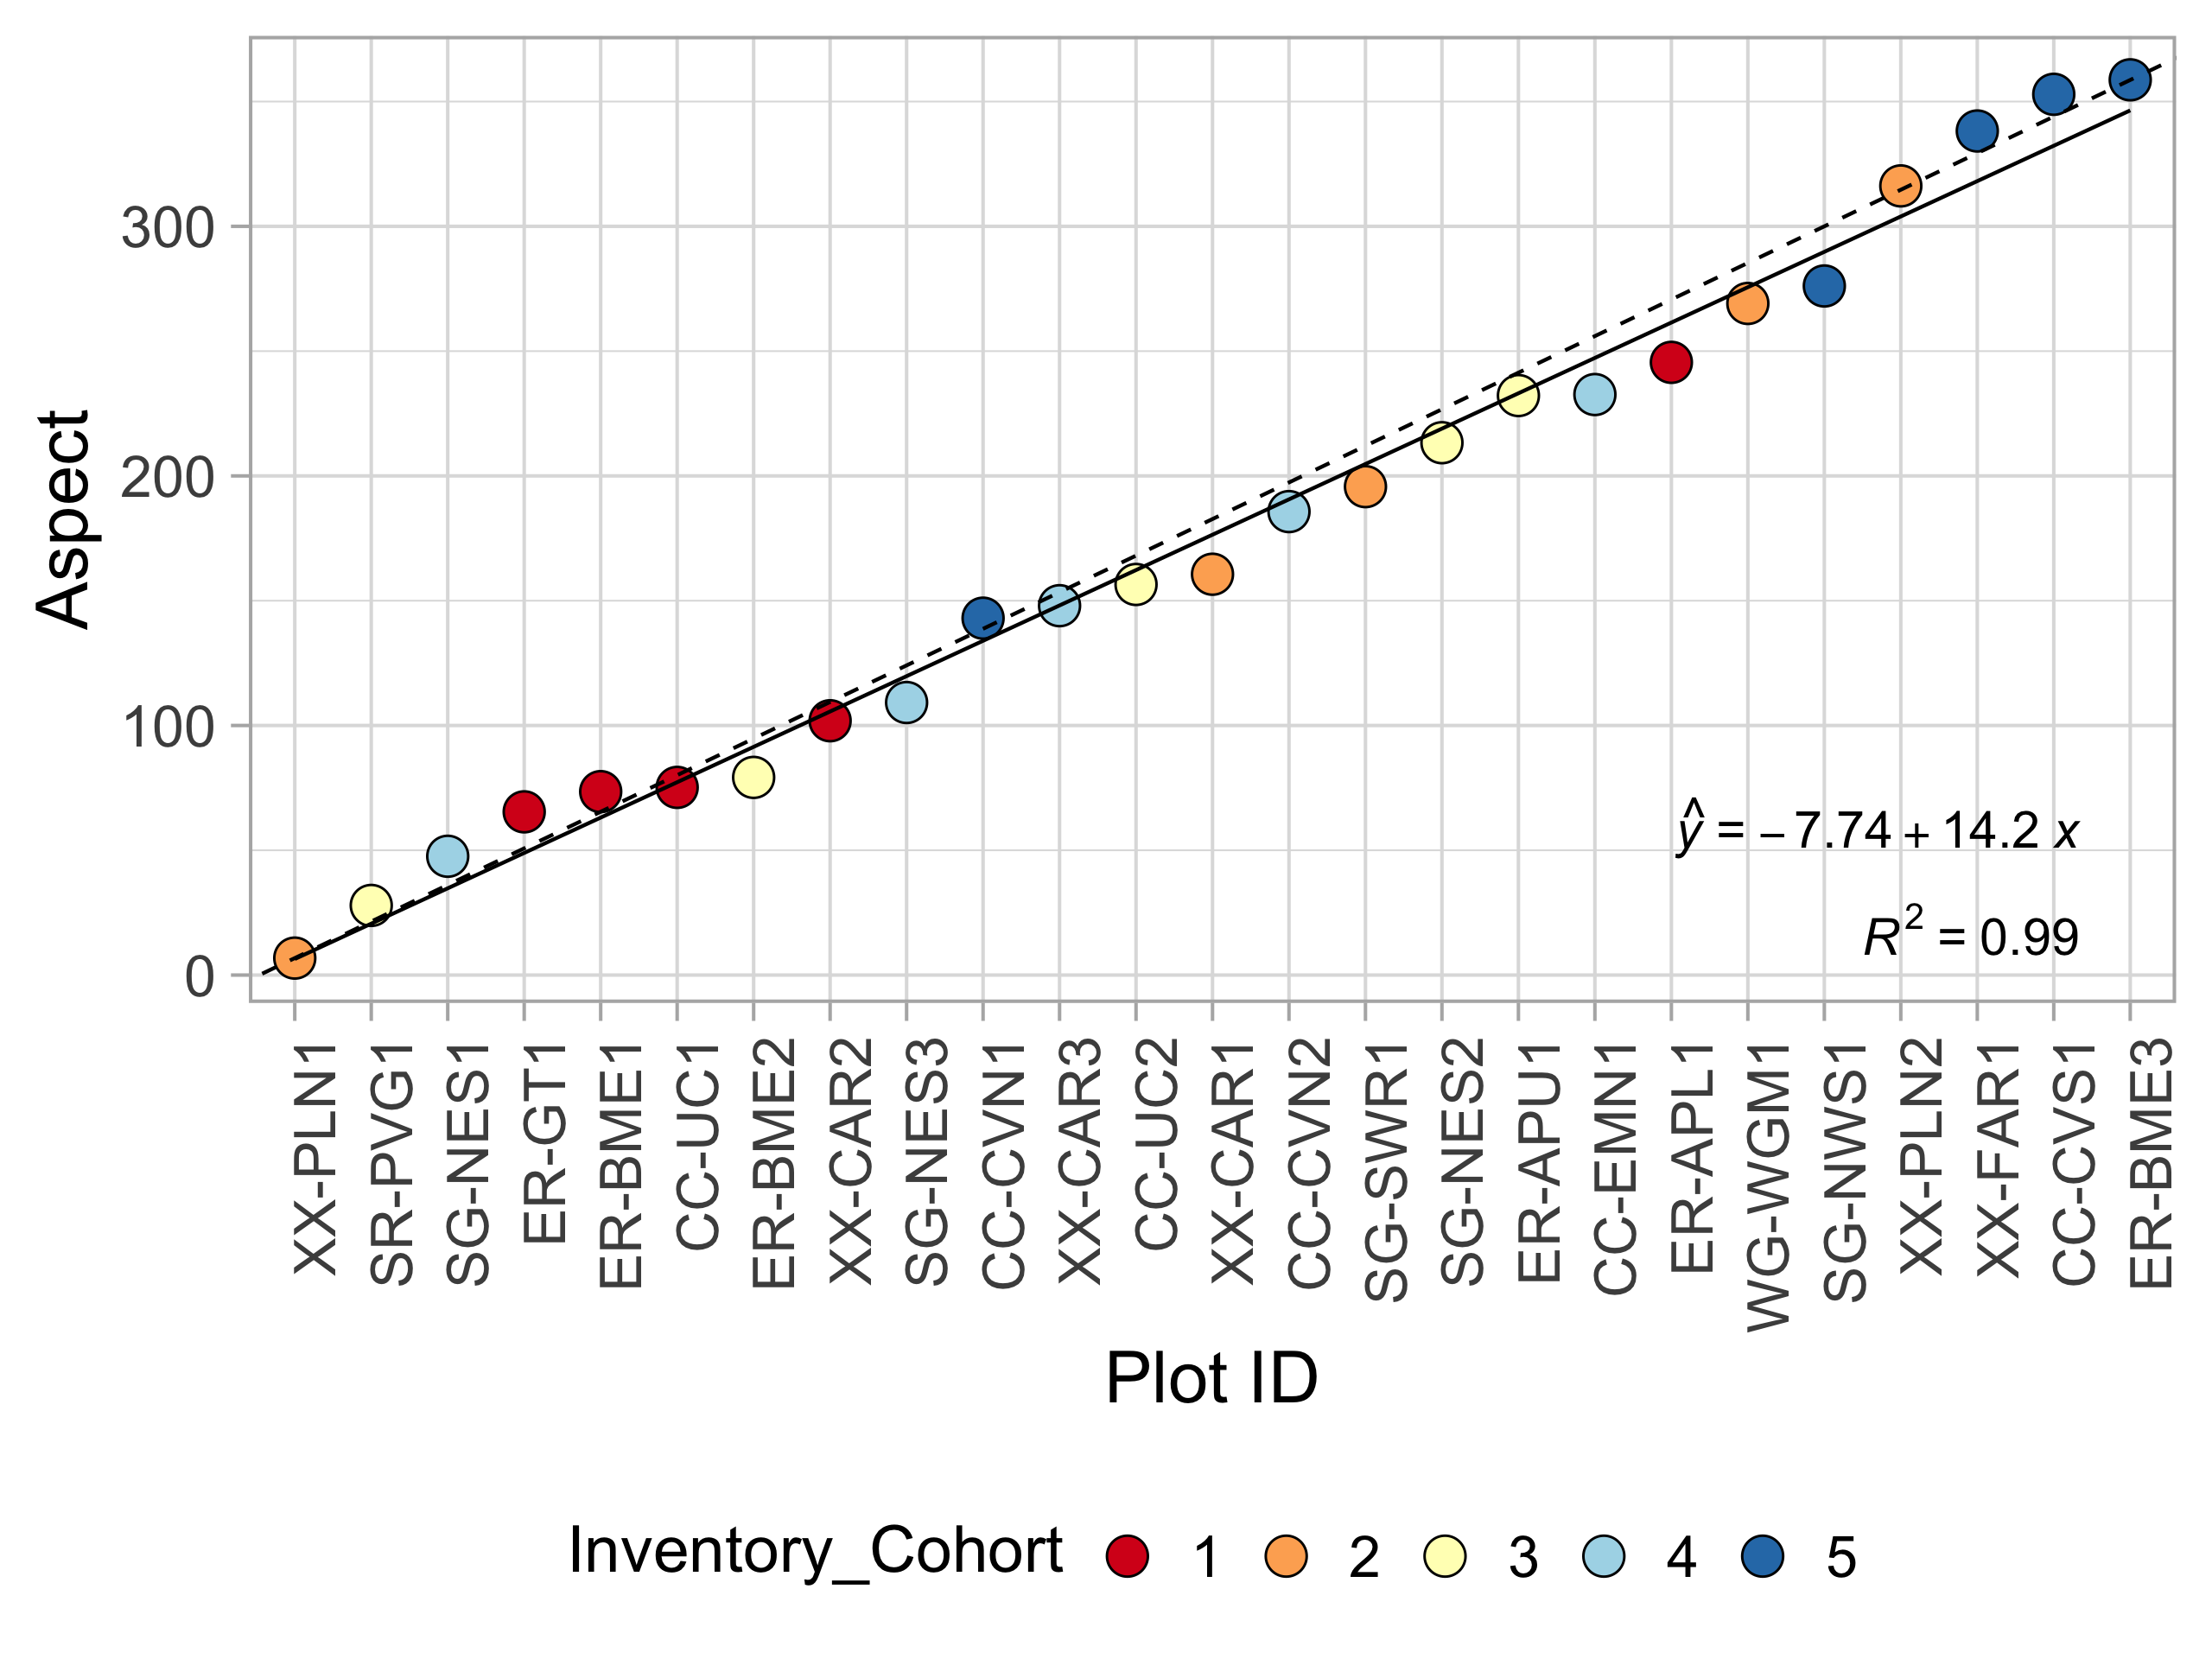 Aspect
300
200
100
0
ŷ = − 7.74 + 14.2 x
R² = 0.99
XX-PLN1
SR-PVG1
SG-NES1
ER-GT1
ER-BME1
CC-UC1
ER-BME2
XX-CAR2
SG-NES3
CC-CVN1
XX-CAR3
CC-UC2
XX-CAR1
CC-CVN2
SG-SWR1
SG-NES2
ER-APU1
CC-EMN1
ER-APL1
WG-WGM1
SG-NWS1
XX-PLN2
XX-FAR1
CC-CVS1
ER-BME3
Plot ID
Inventory_Cohort 1 2 3 4 5